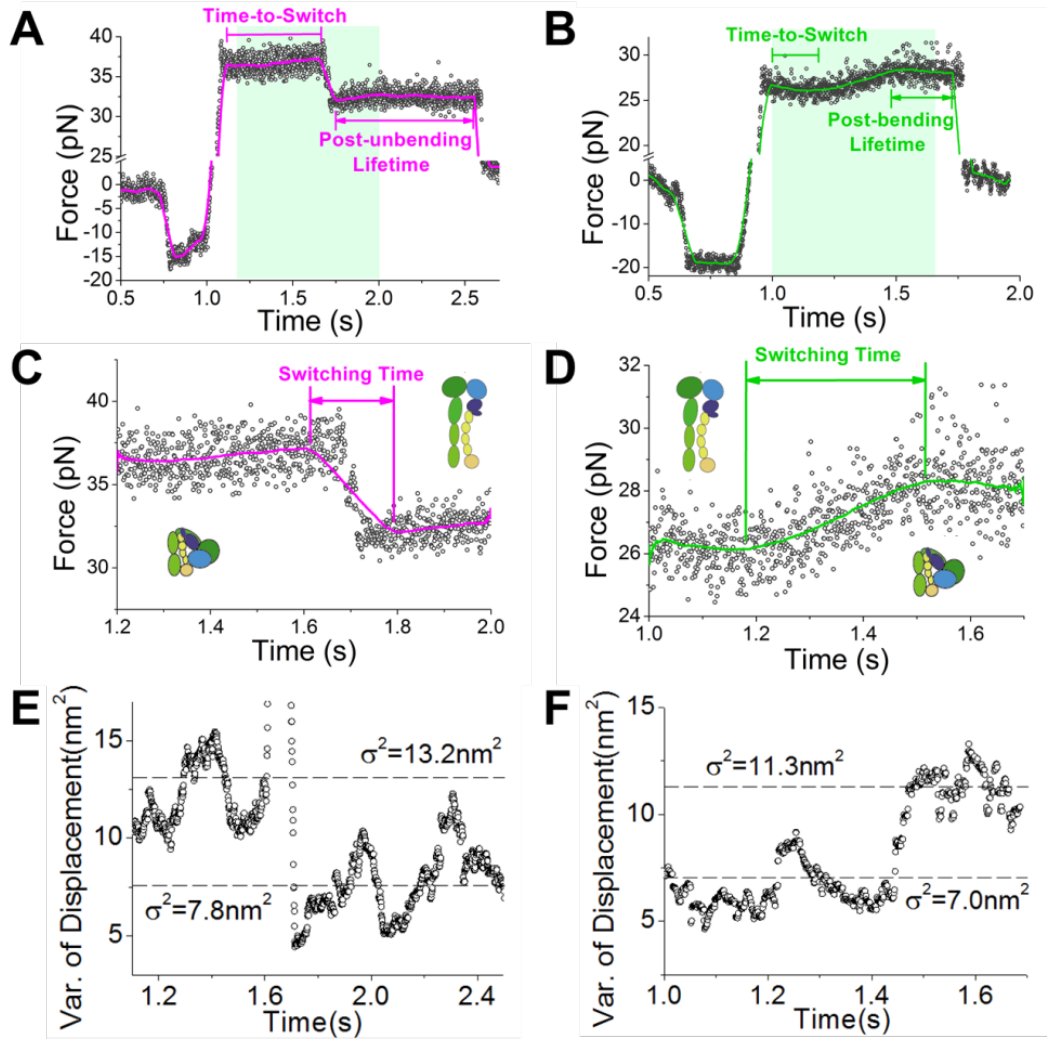 A
Time-to-Switch
40
35
30
25
0
-5
-10
-15
-20
Force (pN)
Post-unbending
Lifetime
0.5 1.0 1.5 2.0 2.5
Time (s)
B
Time-to-Switch
30
25
20
0
-10
-20
Force (pN)
Post-bending
Lifetime
0.5 1.0 1.5 2.0
Time (s)
C
Switching Time
40
35
30
Force (pN)
1.2 1.4 1.6 1.8 2.0
Time (s)
D
Switching Time
32
30
28
26
24
Force (pN)
1.0 1.2 1.4 1.6
Time (s)
E
15
10
5
Var. of Displacement(nm²)
σ²=13.2nm²
σ²=7.8nm²
1.2 1.6 2.0 2.4
Time(s)
F
15
10
5
Var. of Displacement(nm²)
σ²=11.3nm²
σ²=7.0nm²
1.0 1.2 1.4 1.6
Time(s)